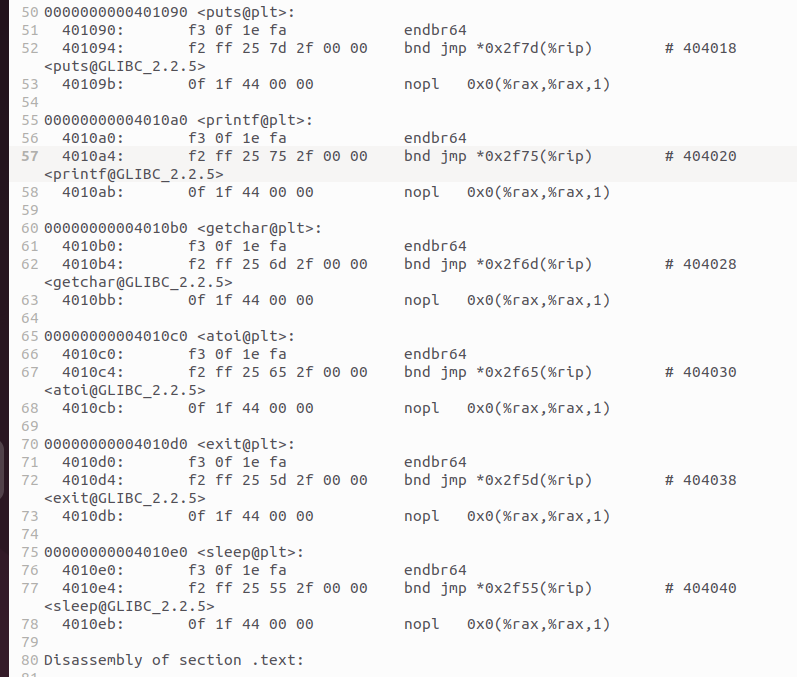 50 0000000000401090 <puts@plt>:
51   401090:       f3 0f 1e fa             endbr64
52   401094:       f2 ff 25 7d 2f 00 00    bnd jmp *0x2f7d(%rip)        # 404018
<puts@GLIBC_2.2.5>
53   40109b:       0f 1f 44 00 00          nopl   0x0(%rax,%rax,1)
54
55 00000000004010a0 <printf@plt>:
56   4010a0:       f3 0f 1e fa             endbr64
57   4010a4:       f2 ff 25 75 2f 00 00    bnd jmp *0x2f75(%rip)        # 404020
<printf@GLIBC_2.2.5>
58   4010ab:       0f 1f 44 00 00          nopl   0x0(%rax,%rax,1)
59
60 00000000004010b0 <getchar@plt>:
61   4010b0:       f3 0f 1e fa             endbr64
62   4010b4:       f2 ff 25 6d 2f 00 00    bnd jmp *0x2f6d(%rip)        # 404028
<getchar@GLIBC_2.2.5>
63   4010bb:       0f 1f 44 00 00          nopl   0x0(%rax,%rax,1)
64
65 00000000004010c0 <atoi@plt>:
66   4010c0:       f3 0f 1e fa             endbr64
67   4010c4:       f2 ff 25 65 2f 00 00    bnd jmp *0x2f65(%rip)        # 404030
<atoi@GLIBC_2.2.5>
68   4010cb:       0f 1f 44 00 00          nopl   0x0(%rax,%rax,1)
69
70 00000000004010d0 <exit@plt>:
71   4010d0:       f3 0f 1e fa             endbr64
72   4010d4:       f2 ff 25 5d 2f 00 00    bnd jmp *0x2f5d(%rip)        # 404038
<exit@GLIBC_2.2.5>
73   4010db:       0f 1f 44 00 00          nopl   0x0(%rax,%rax,1)
74
75 00000000004010e0 <sleep@plt>:
76   4010e0:       f3 0f 1e fa             endbr64
77   4010e4:       f2 ff 25 55 2f 00 00    bnd jmp *0x2f55(%rip)        # 404040
<sleep@GLIBC_2.2.5>
78   4010eb:       0f 1f 44 00 00          nopl   0x0(%rax,%rax,1)
79
80 Disassembly of section .text:
81